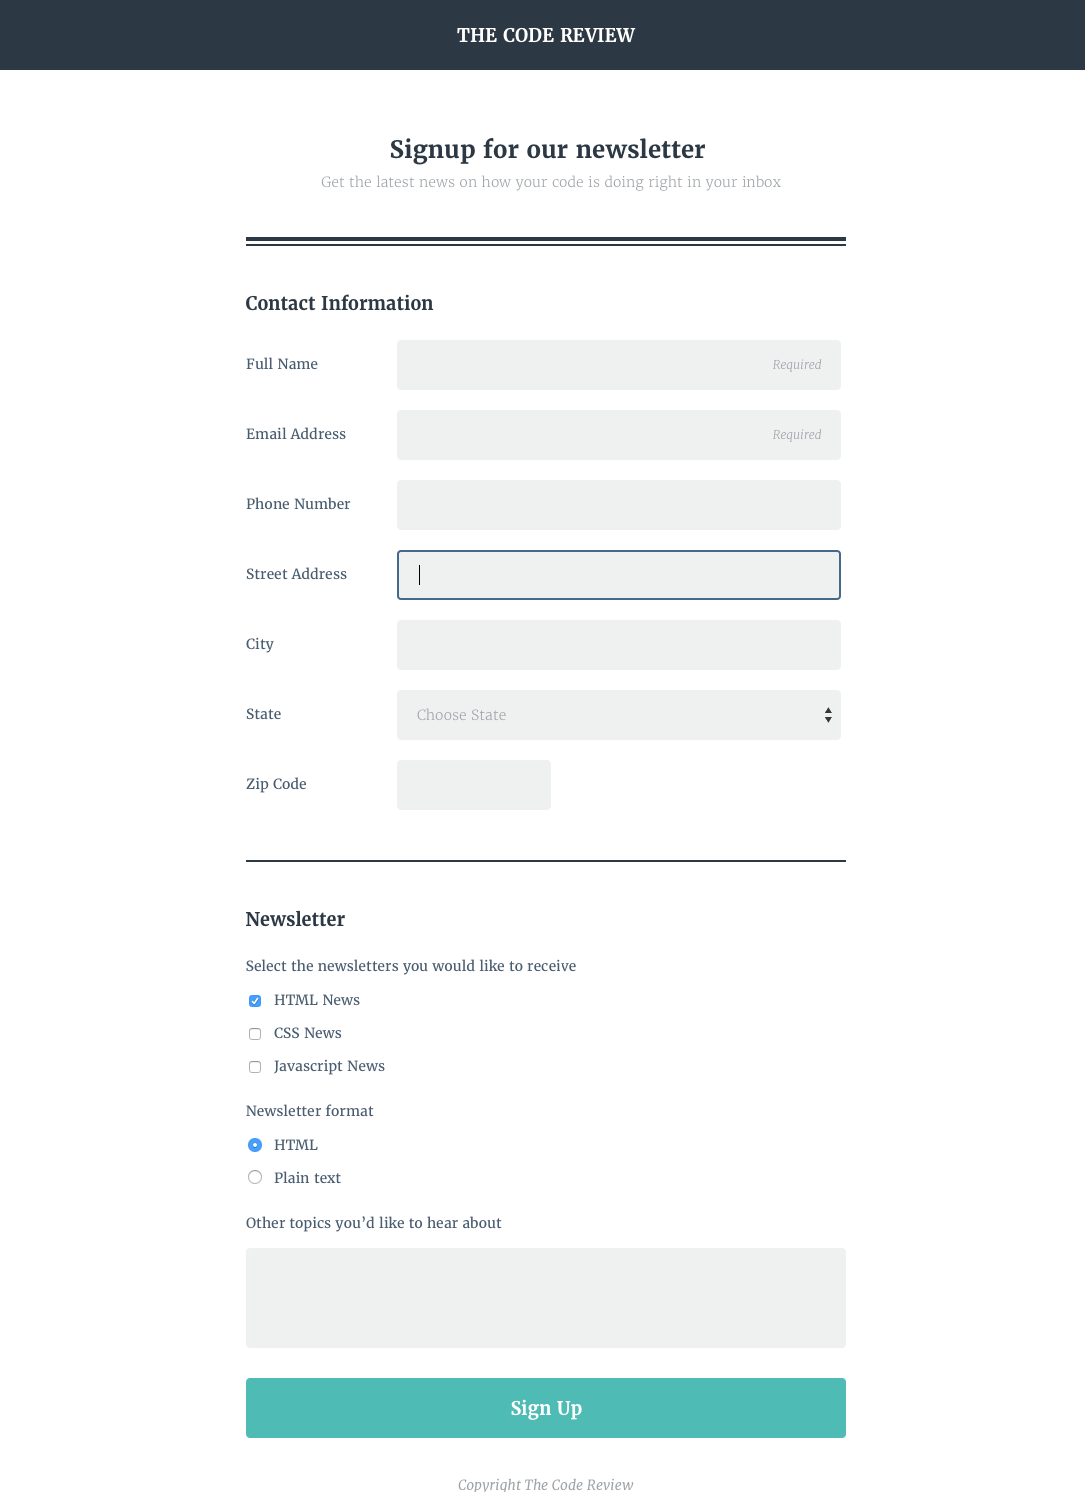 THE CODE REVIEW
Signup for our newsletter
Get the latest news on how your code is doing right in your inbox
Contact Information
Full Name
Required
Email Address
Required
Phone Number
Street Address
City
State
Choose State
Zip Code
Newsletter
Select the newsletters you would like to receive
HTML News
CSS News
Javascript News
Newsletter format
HTML
Plain text
Other topics you’d like to hear about
Sign Up
Copyright The Code Review